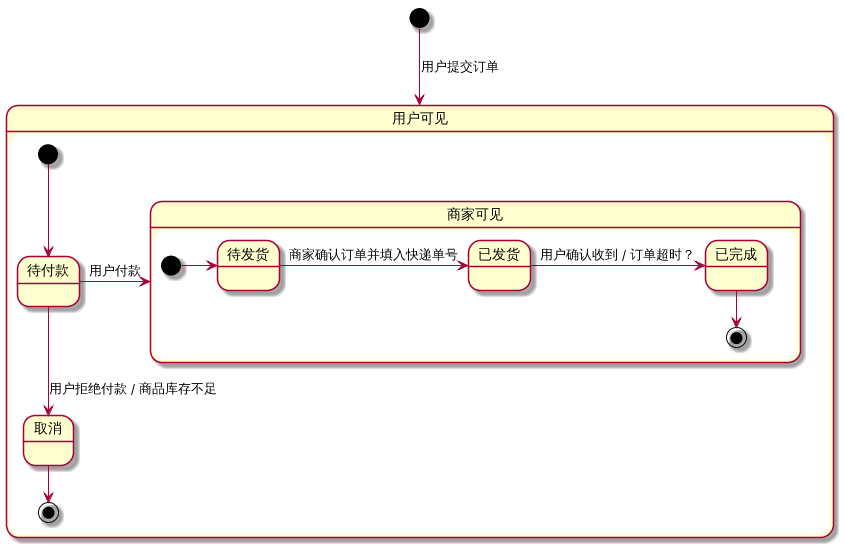 用户提交订单
用户可见
商家可见
待发货
商家确认订单并填入快递单号
已发货
用户确认收到 / 订单超时？
已完成
待付款
用户付款
用户拒绝付款 / 商品库存不足
取消